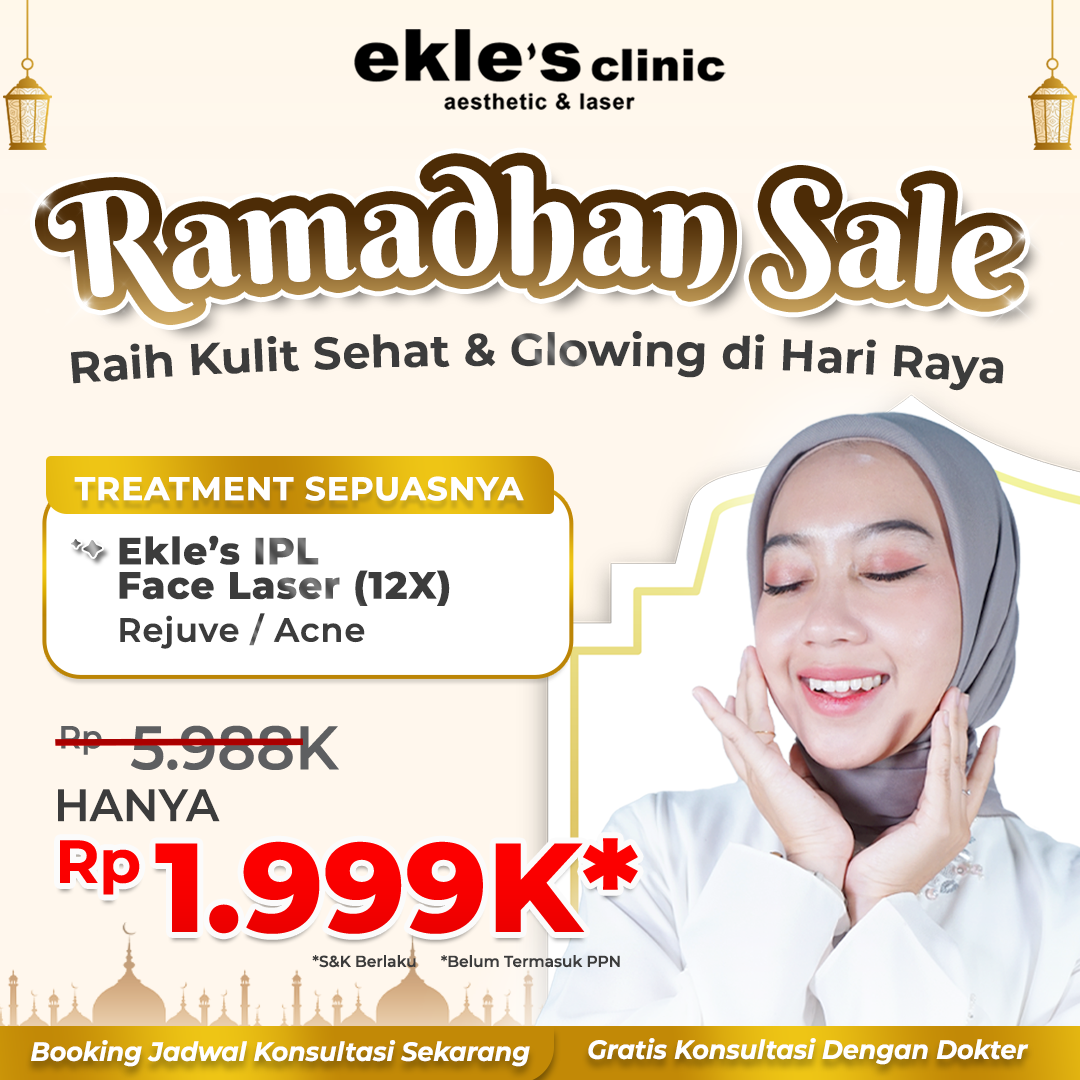 ekle's clinic
aesthetic & laser
Ramadhan Sale
Raih Kulit Sehat & Glowing di Hari Raya
TREATMENT SEPUASNYA
Ekle's IPL
Face Laser (12X)
Rejuve / Acne
Rp 5.988K
HANYA
Rp 1.999K*
*S&K Berlaku *Belum Termasuk PPN
Booking Jadwal Konsultasi Sekarang
Gratis Konsultasi Dengan Dokter